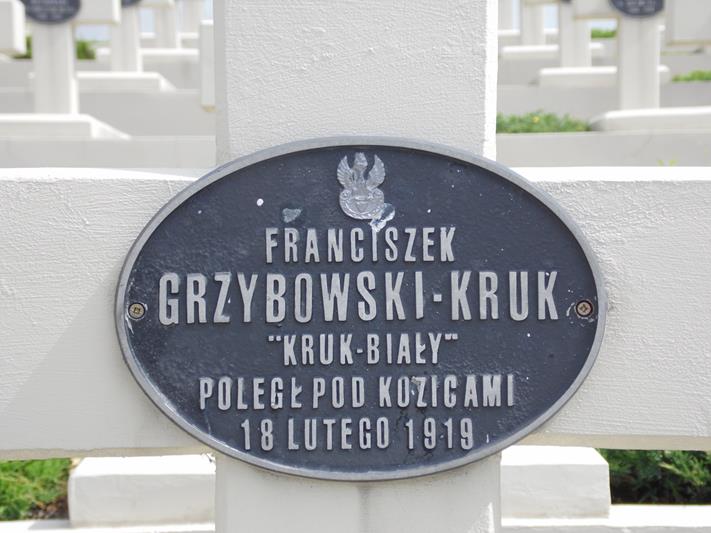 FRANCISZEK
GRZYBOWSKI-KRUK
"KRUK-BIAŁY"
POLEGŁ POD KOZICAMI
18 LUTEGO 1919